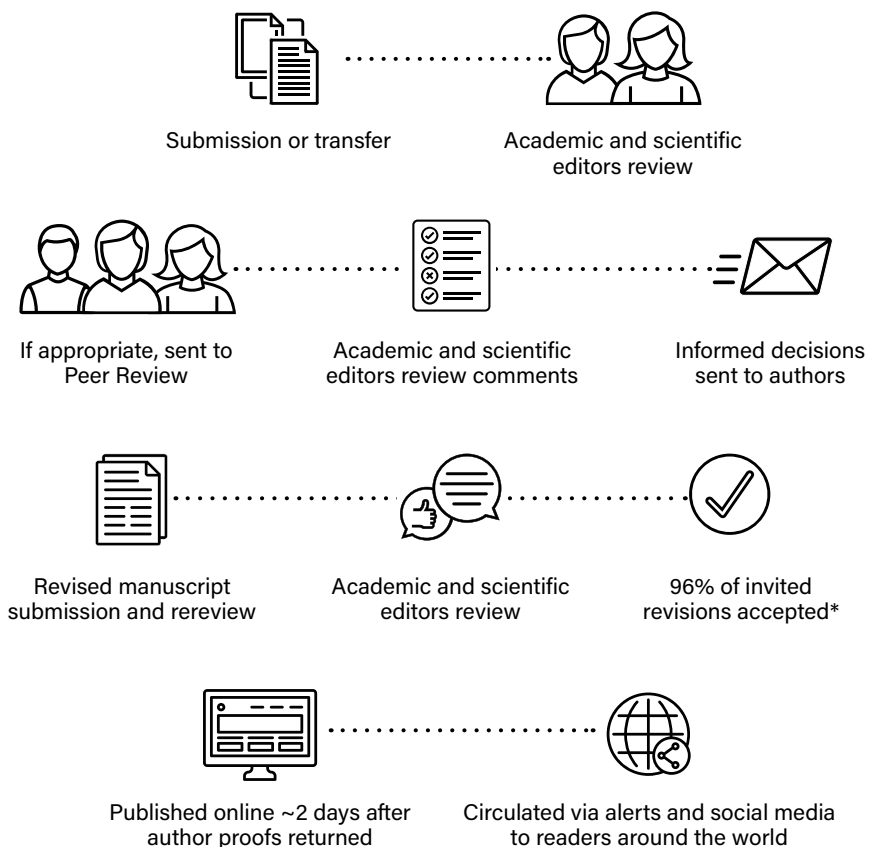 Submission or transfer
Academic and scientific
editors review
If appropriate, sent to
Peer Review
Academic and scientific
editors review comments
Informed decisions
sent to authors
Revised manuscript
submission and rereview
Academic and scientific
editors review
96% of invited
revisions accepted*
Published online ~2 days after
author proofs returned
Circulated via alerts and social media
to readers around the world